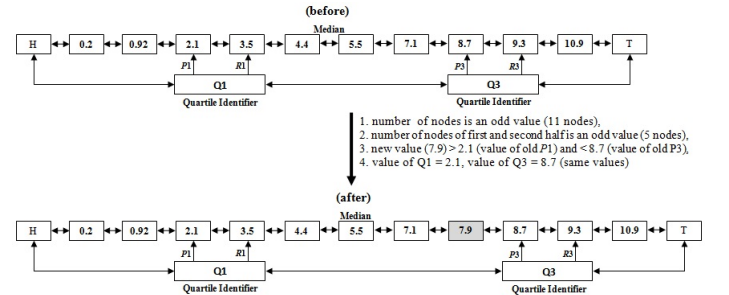 (before)
Median
H 0.2 0.92 2.1 3.5 4.4 5.5 7.1 8.7 9.3 10.9 T
P1 R1 P3 R3
Q1 Q3
Quartile Identifier Quartile Identifier
1. number of nodes is an odd value (11 nodes),
2. number of nodes of first and second half is an odd value (5 nodes),
3. new value (7.9) > 2.1 (value of old P1) and < 8.7 (value of old P3),
4. value of Q1 = 2.1, value of Q3 = 8.7 (same values)
(after)
Median
H 0.2 0.92 2.1 3.5 4.4 5.5 7.1 7.9 8.7 9.3 10.9 T
P1 R1 P3 R3
Q1 Q3
Quartile Identifier Quartile Identifier